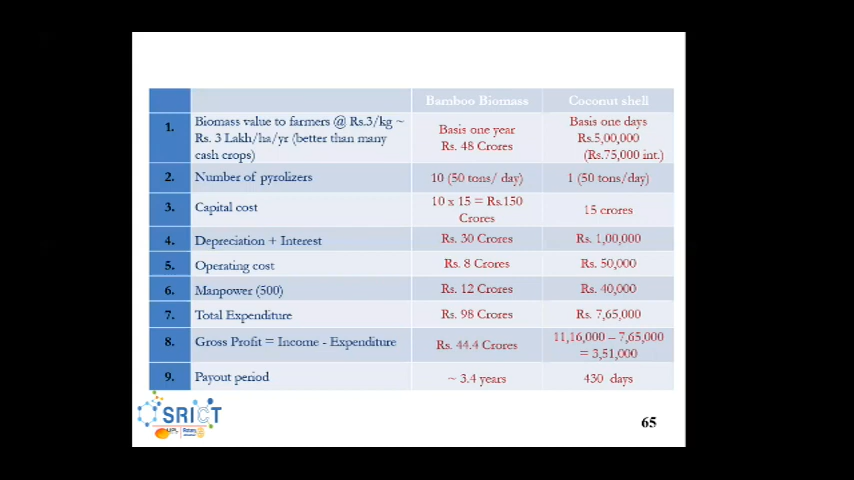 Bamboo Biomass
Coconut shell
1.
Biomass value to farmers @ Rs.3/kg ~
Rs. 3 Lakh/ha/yr (better than many
cash crops)
Basis one year
Rs. 48 Crores
Basis one days
Rs.5,00,000
(Rs.75,000 int.)
2.
Number of pyrolizers
10 (50 tons/ day)
1 (50 tons/day)
3.
Capital cost
10 x 15 = Rs.150
Crores
15 crores
4.
Depreciation + Interest
Rs. 30 Crores
Rs. 1,00,000
5.
Operating cost
Rs. 8 Crores
Rs. 50,000
6.
Manpower (500)
Rs. 12 Crores
Rs. 40,000
7.
Total Expenditure
Rs. 98 Crores
Rs. 7,65,000
8.
Gross Profit = Income - Expenditure
Rs. 44.4 Crores
11,16,000 – 7,65,000
= 3,51,000
9.
Payout period
~ 3.4 years
430 days
SRICT
UPL
65